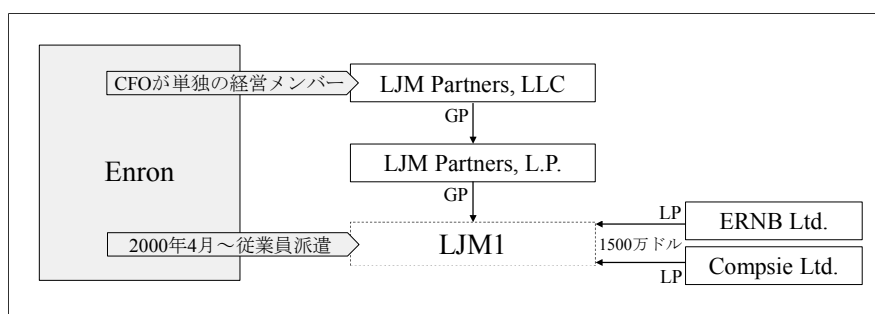 CFOが単独の経営メンバー
LJM Partners, LLC
GP
LJM Partners, L.P.
Enron
GP
LP
ERNB Ltd.
2000年4月～従業員派遣
LJM1
1500万ドル
Compsie Ltd.
LP